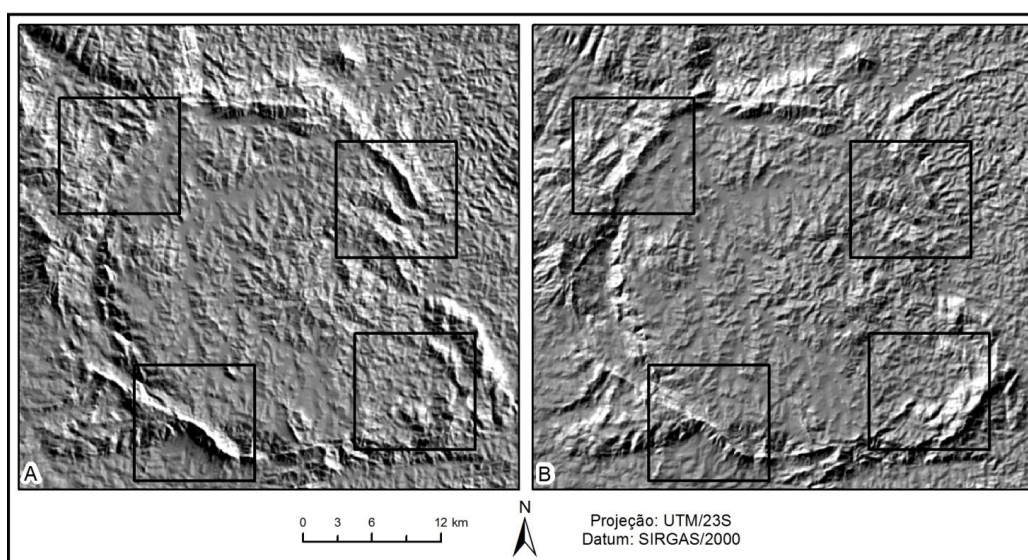 A
B
0 3 6 12 km
N
Projeção: UTM/23S
Datum: SIRGAS/2000